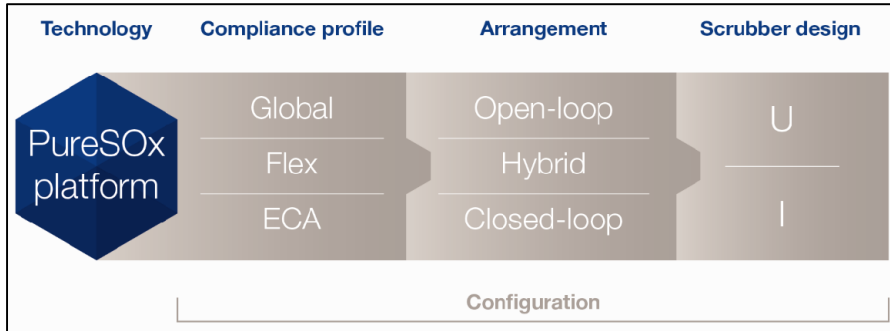 Technology Compliance profile Arrangement Scrubber design
PureSOx
platform
Global
Flex
ECA
Open-loop
Hybrid
Closed-loop
U
I
Configuration